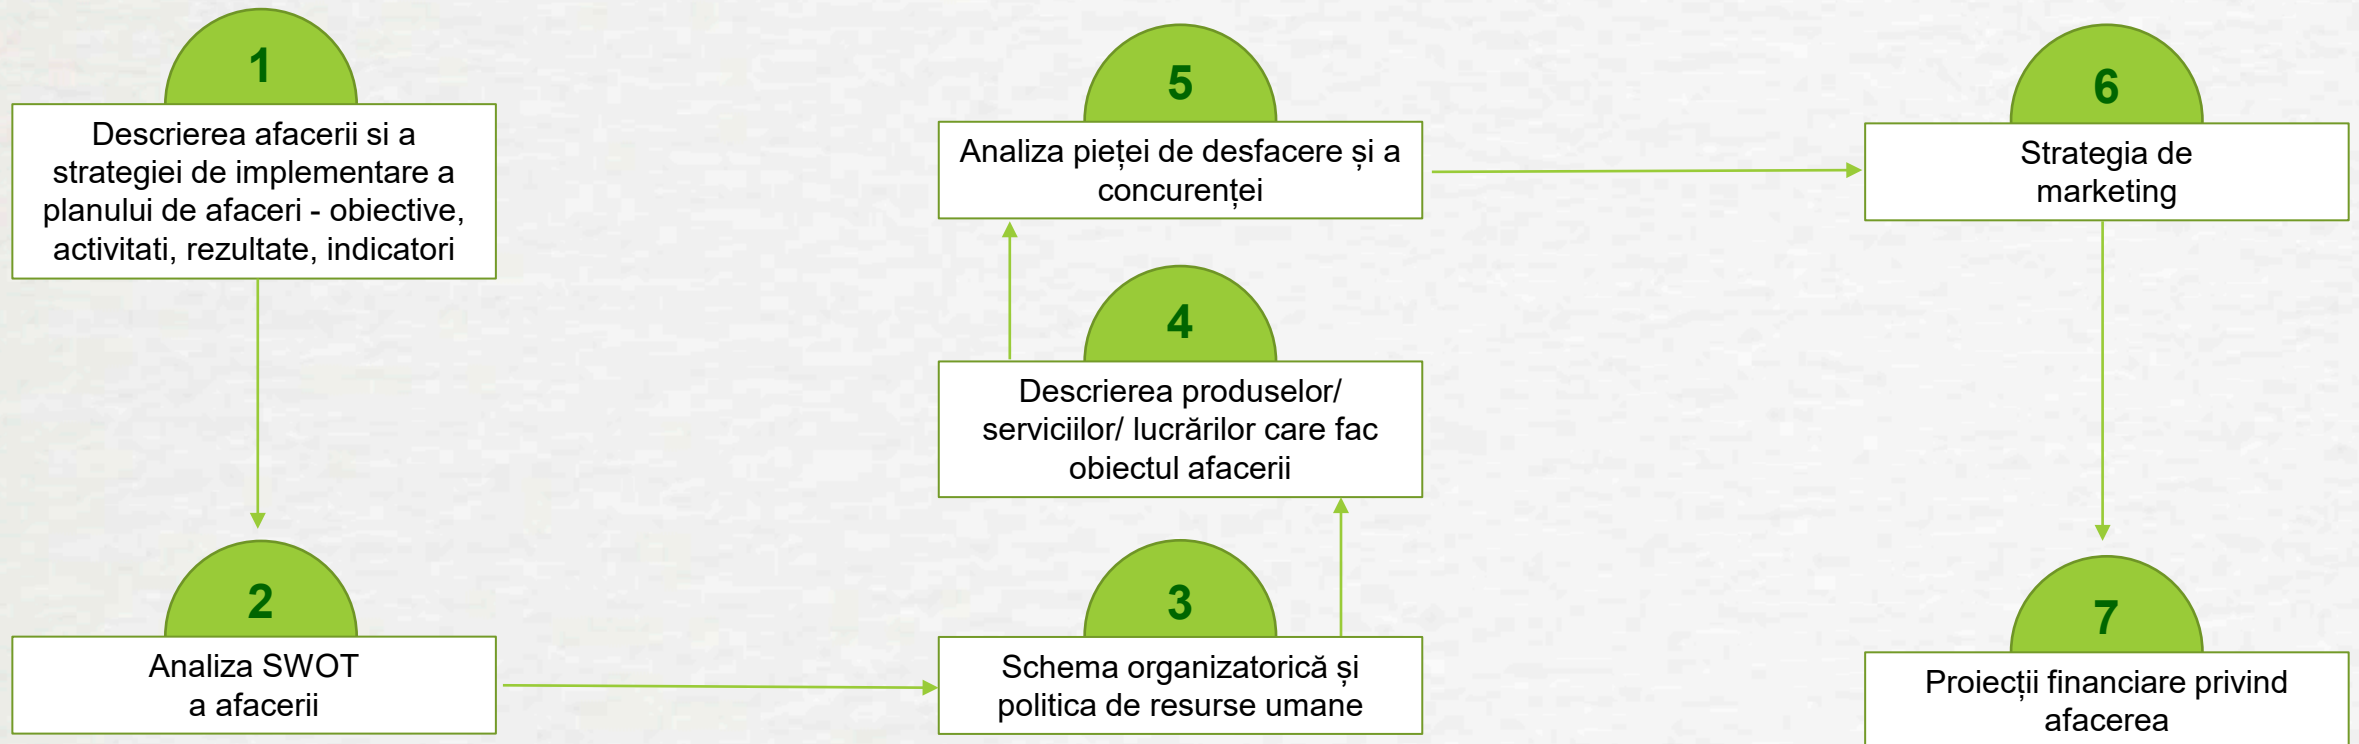 1
Descrierea afacerii si a
strategiei de implementare a
planului de afaceri - obiective,
activitati, rezultate, indicatori
2
Analiza SWOT
a afacerii
3
Schema organizatorică și
politica de resurse umane
4
Descrierea produselor/
serviciilor/ lucrărilor care fac
obiectul afacerii
5
Analiza pieței de desfacere și a
concurenței
6
Strategia de
marketing
7
Proiecții financiare privind
afacerea